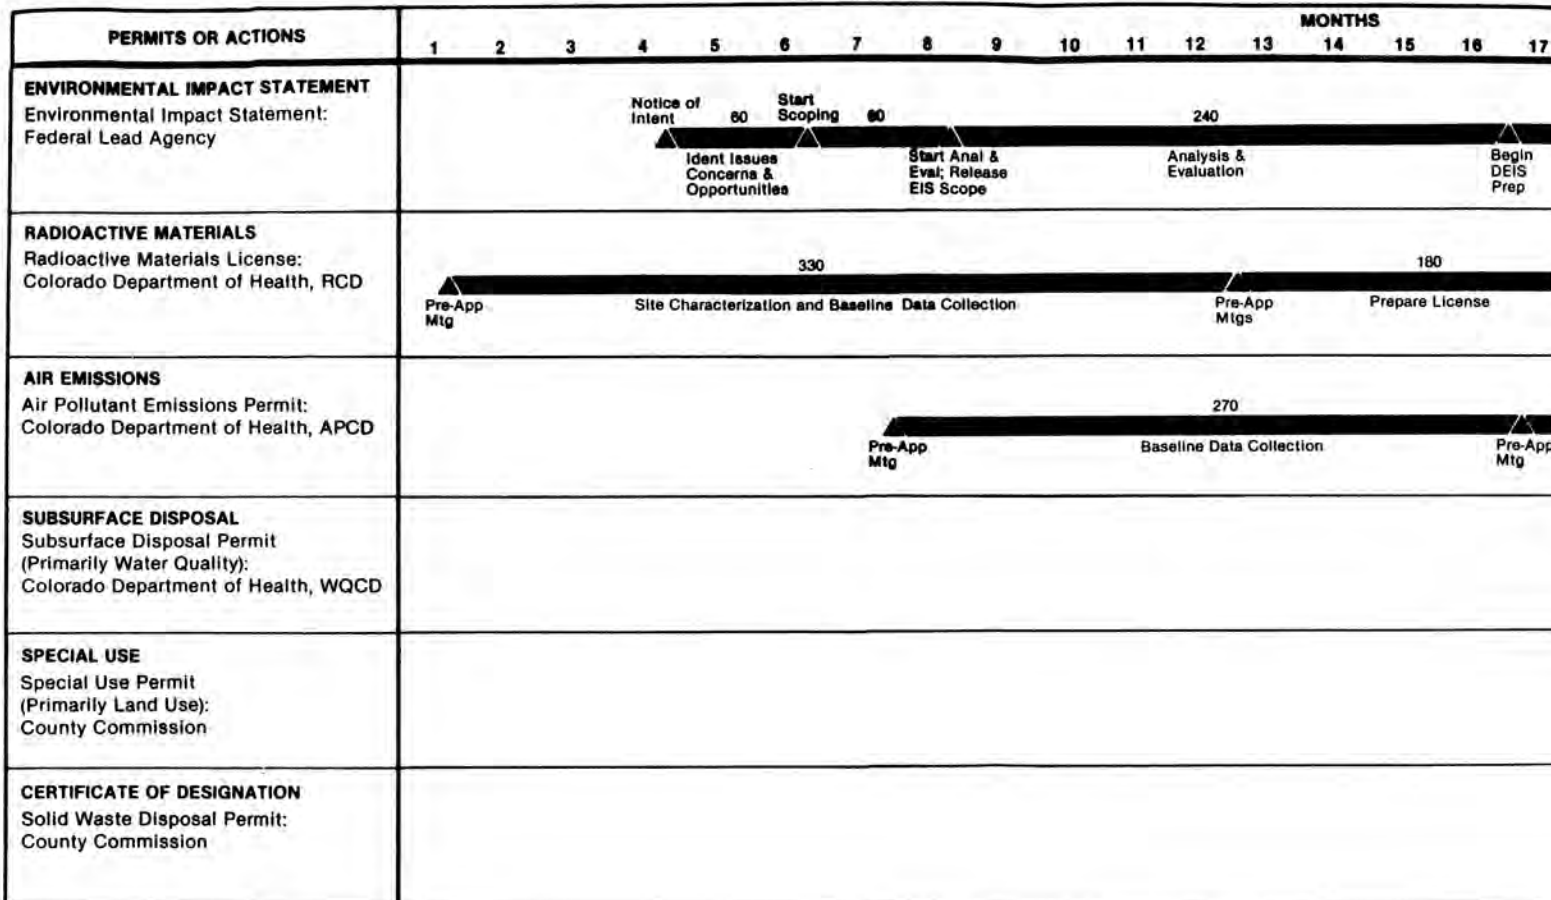 PERMITS OR ACTIONS
MONTHS
1 2 3 4 5 6 7 8 9 10 11 12 13 14 15 16 17
ENVIRONMENTAL IMPACT STATEMENT
Environmental Impact Statement:
Federal Lead Agency
Notice of
Intent
60
Start
Scoping
60
240
Ident Issues
Concerns &
Opportunities
Start Anal &
Eval; Release
EIS Scope
Analysis &
Evaluation
Begin
DEIS
Prep
RADIOACTIVE MATERIALS
Radioactive Materials License:
Colorado Department of Health, RCD
330
180
Pre-App
Mtg
Site Characterization and Baseline Data Collection
Pre-App
Mtgs
Prepare License
AIR EMISSIONS
Air Pollutant Emissions Permit:
Colorado Department of Health, APCD
270
Pre-App
Mtg
Baseline Data Collection
Pre-App
Mtg
SUBSURFACE DISPOSAL
Subsurface Disposal Permit
(Primarily Water Quality):
Colorado Department of Health, WQCD
SPECIAL USE
Special Use Permit
(Primarily Land Use):
County Commission
CERTIFICATE OF DESIGNATION
Solid Waste Disposal Permit:
County Commission